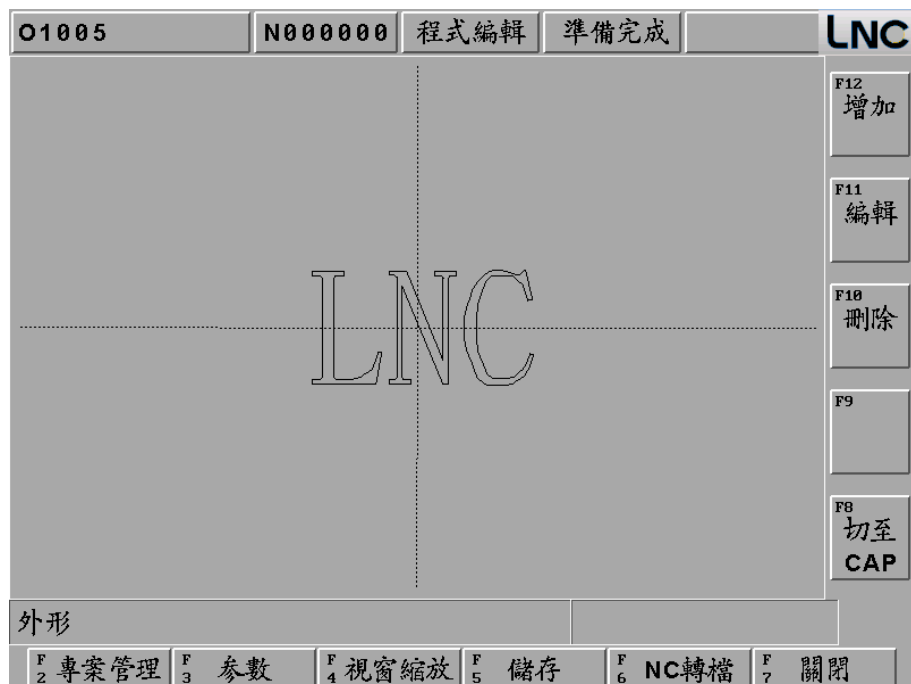 O1005 N000000 程式編輯 準備完成 LNC
F12
增加
F11
編輯
F10
刪除
F9
F8
切至
CAP
LNC
外形
F2 專案管理 F3 参數 F4 視窗縮放 F5 儲存 F6 NC轉檔 F7 關閉